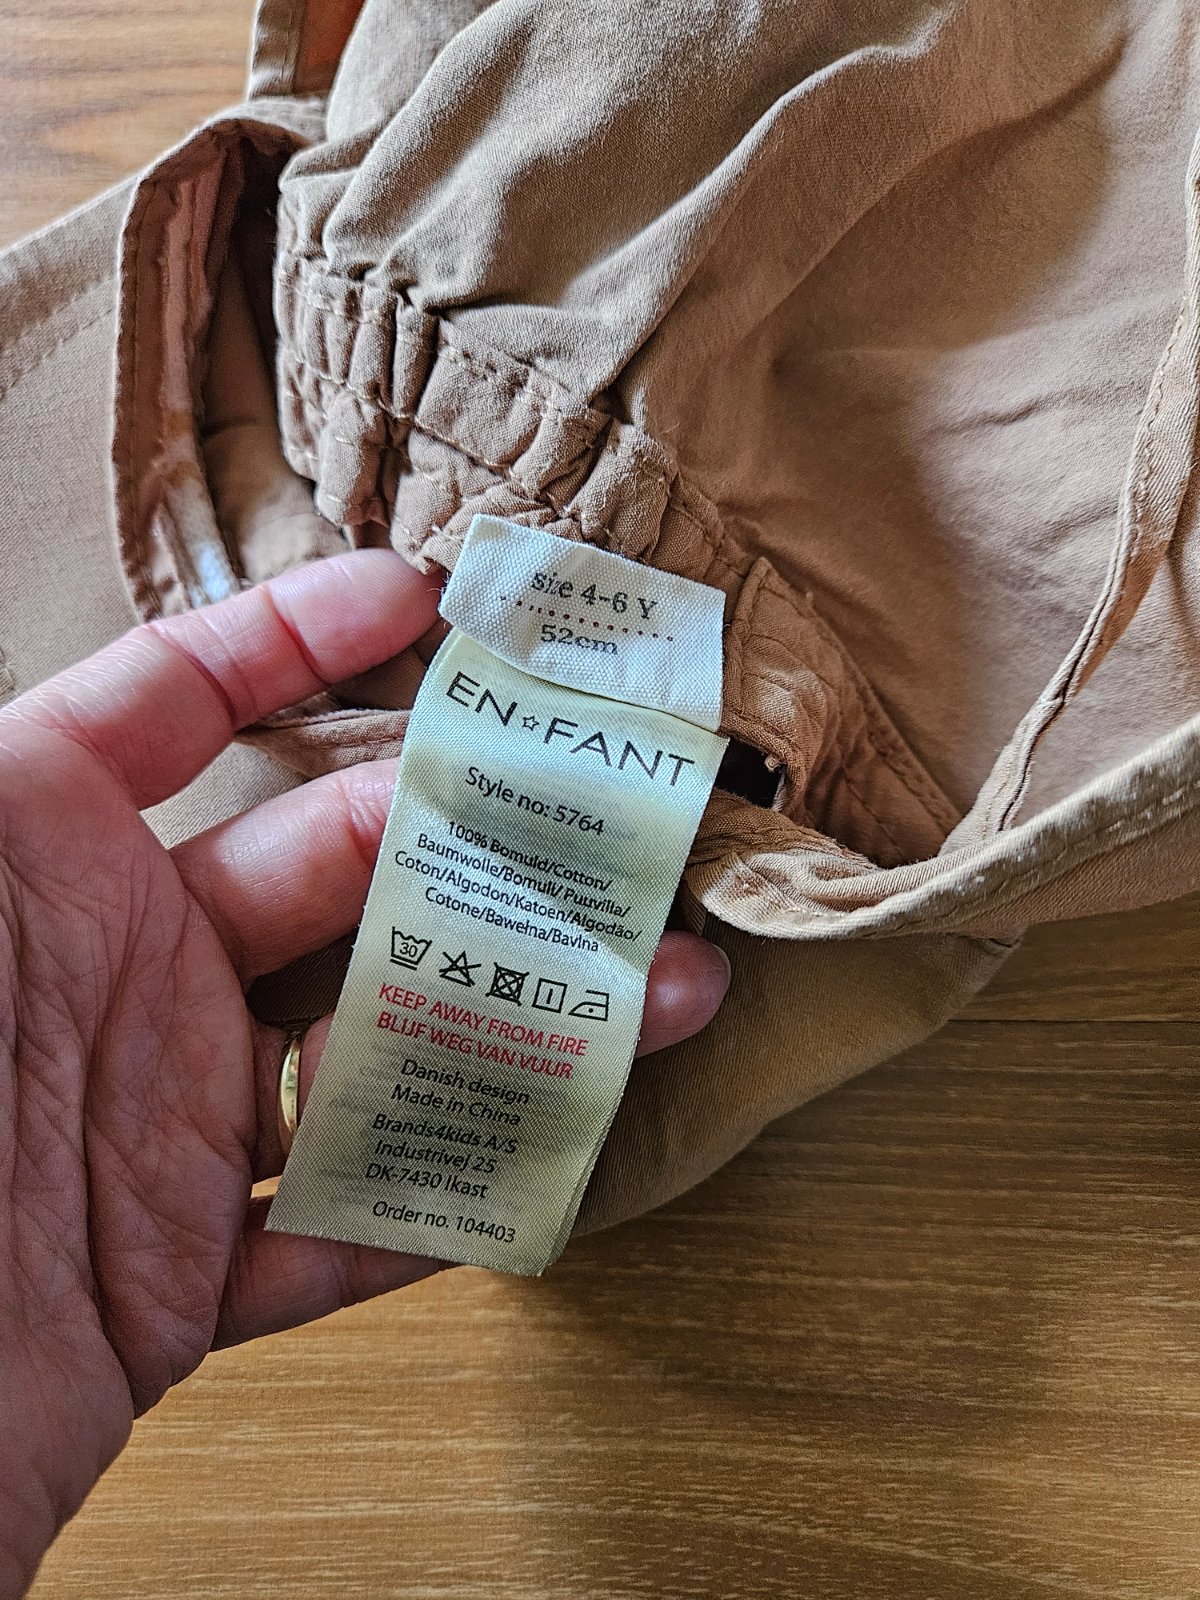 size 4-6 Y
52cm
EN☆FANT
Style no: 5764
100% Bomuld/Cotton/
Baumwolle/Bomull/Puuvilla/
Coton/Algodon/Katoen/Algodão/
Cotone/Bawełna/Bavlna
30
KEEP AWAY FROM FIRE
BLIJF WEG VAN VUUR
Danish design
Made in China
Brands4kids A/S
Industrivej 25
DK-7430 Ikast
Order no. 104403